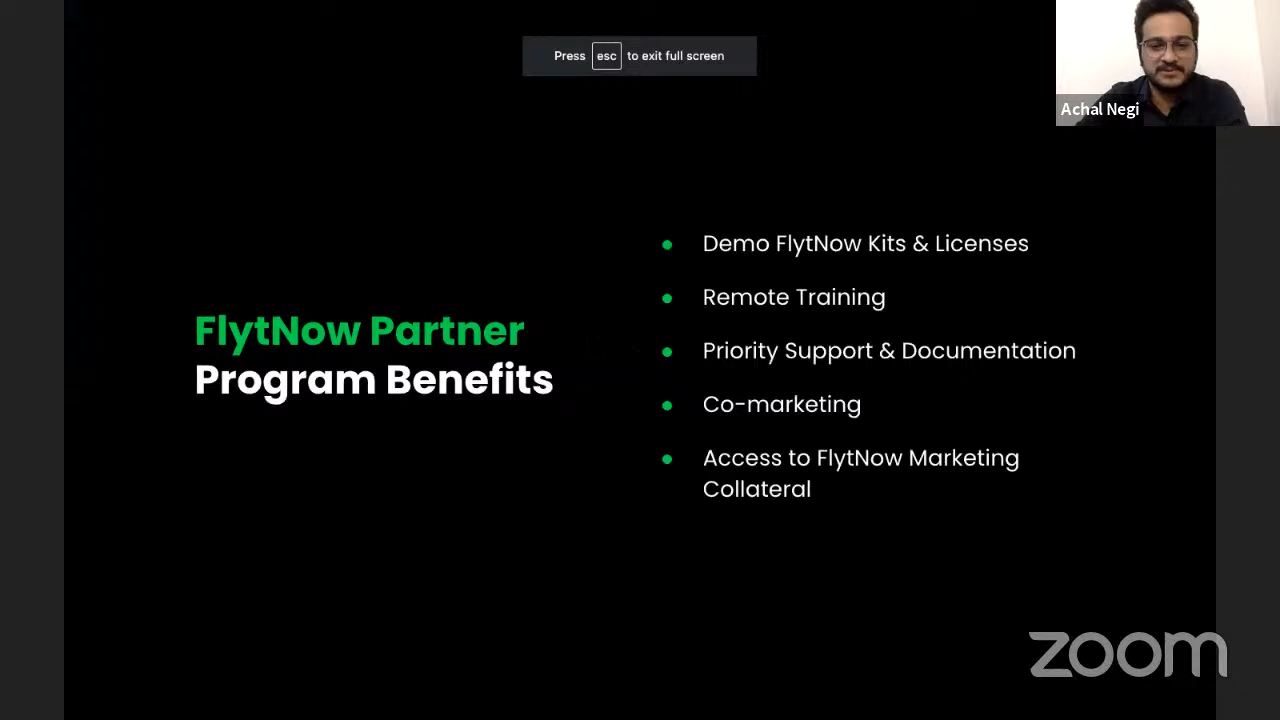 Press esc to exit full screen
Achal Negi
FlytNow Partner
Program Benefits
Demo FlytNow Kits & Licenses
Remote Training
Priority Support & Documentation
Co-marketing
Access to FlytNow Marketing
Collateral
zoom